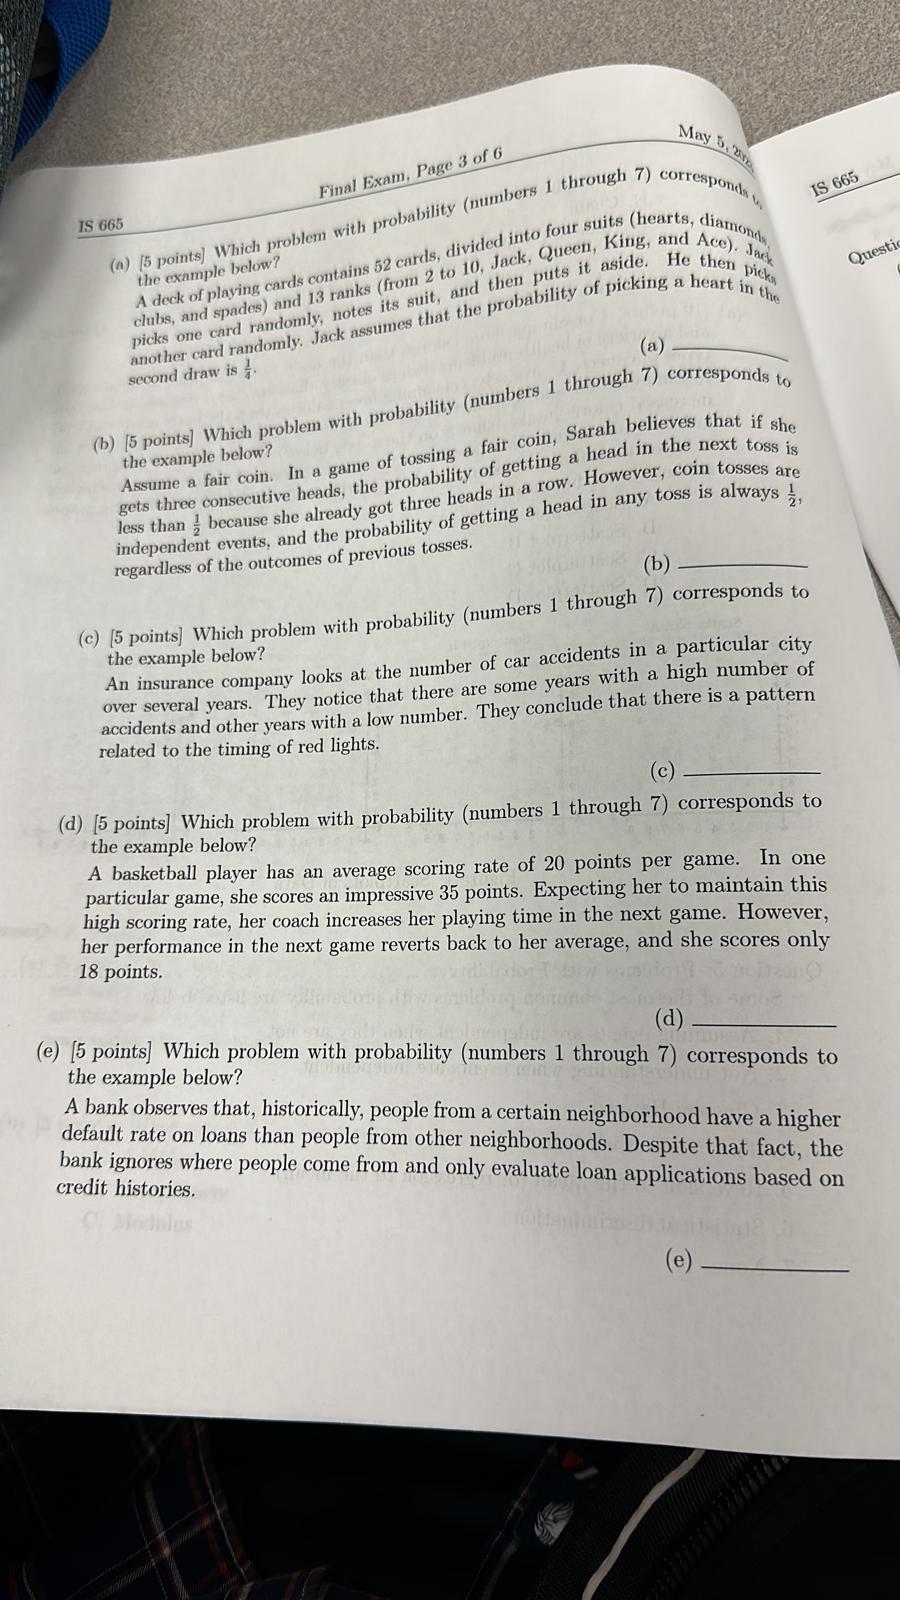 IS 665
Final Exam, Page 3 of 6
May 5,
(a) [5 points] Which problem with probability (numbers 1 through 7) corresponds to
the example below?
A deck of playing cards contains 52 cards, divided into four suits (hearts, diamonds,
clubs, and spades) and 13 ranks (from 2 to 10, Jack, Queen, King, and Ace). Jack
picks one card randomly, notes its suit, and then puts it aside. He then picks
another card randomly. Jack assumes that the probability of picking a heart in the
second draw is 1/4.
(a)
(b) [5 points] Which problem with probability (numbers 1 through 7) corresponds to
the example below?
Assume a fair coin. In a game of tossing a fair coin, Sarah believes that if she
gets three consecutive heads, the probability of getting a head in the next toss is
less than 1/2 because she already got three heads in a row. However, coin tosses are
independent events, and the probability of getting a head in any toss is always 1/2,
regardless of the outcomes of previous tosses.
(b)
(c) [5 points] Which problem with probability (numbers 1 through 7) corresponds to
the example below?
An insurance company looks at the number of car accidents in a particular city
over several years. They notice that there are some years with a high number of
accidents and other years with a low number. They conclude that there is a pattern
related to the timing of red lights.
(c)
(d) [5 points] Which problem with probability (numbers 1 through 7) corresponds to
the example below?
A basketball player has an average scoring rate of 20 points per game. In one
particular game, she scores an impressive 35 points. Expecting her to maintain this
high scoring rate, her coach increases her playing time in the next game. However,
her performance in the next game reverts back to her average, and she scores only
18 points.
(d)
(e) [5 points] Which problem with probability (numbers 1 through 7) corresponds to
the example below?
A bank observes that, historically, people from a certain neighborhood have a higher
default rate on loans than people from other neighborhoods. Despite that fact, the
bank ignores where people come from and only evaluate loan applications based on
credit histories.
(e)
IS 665